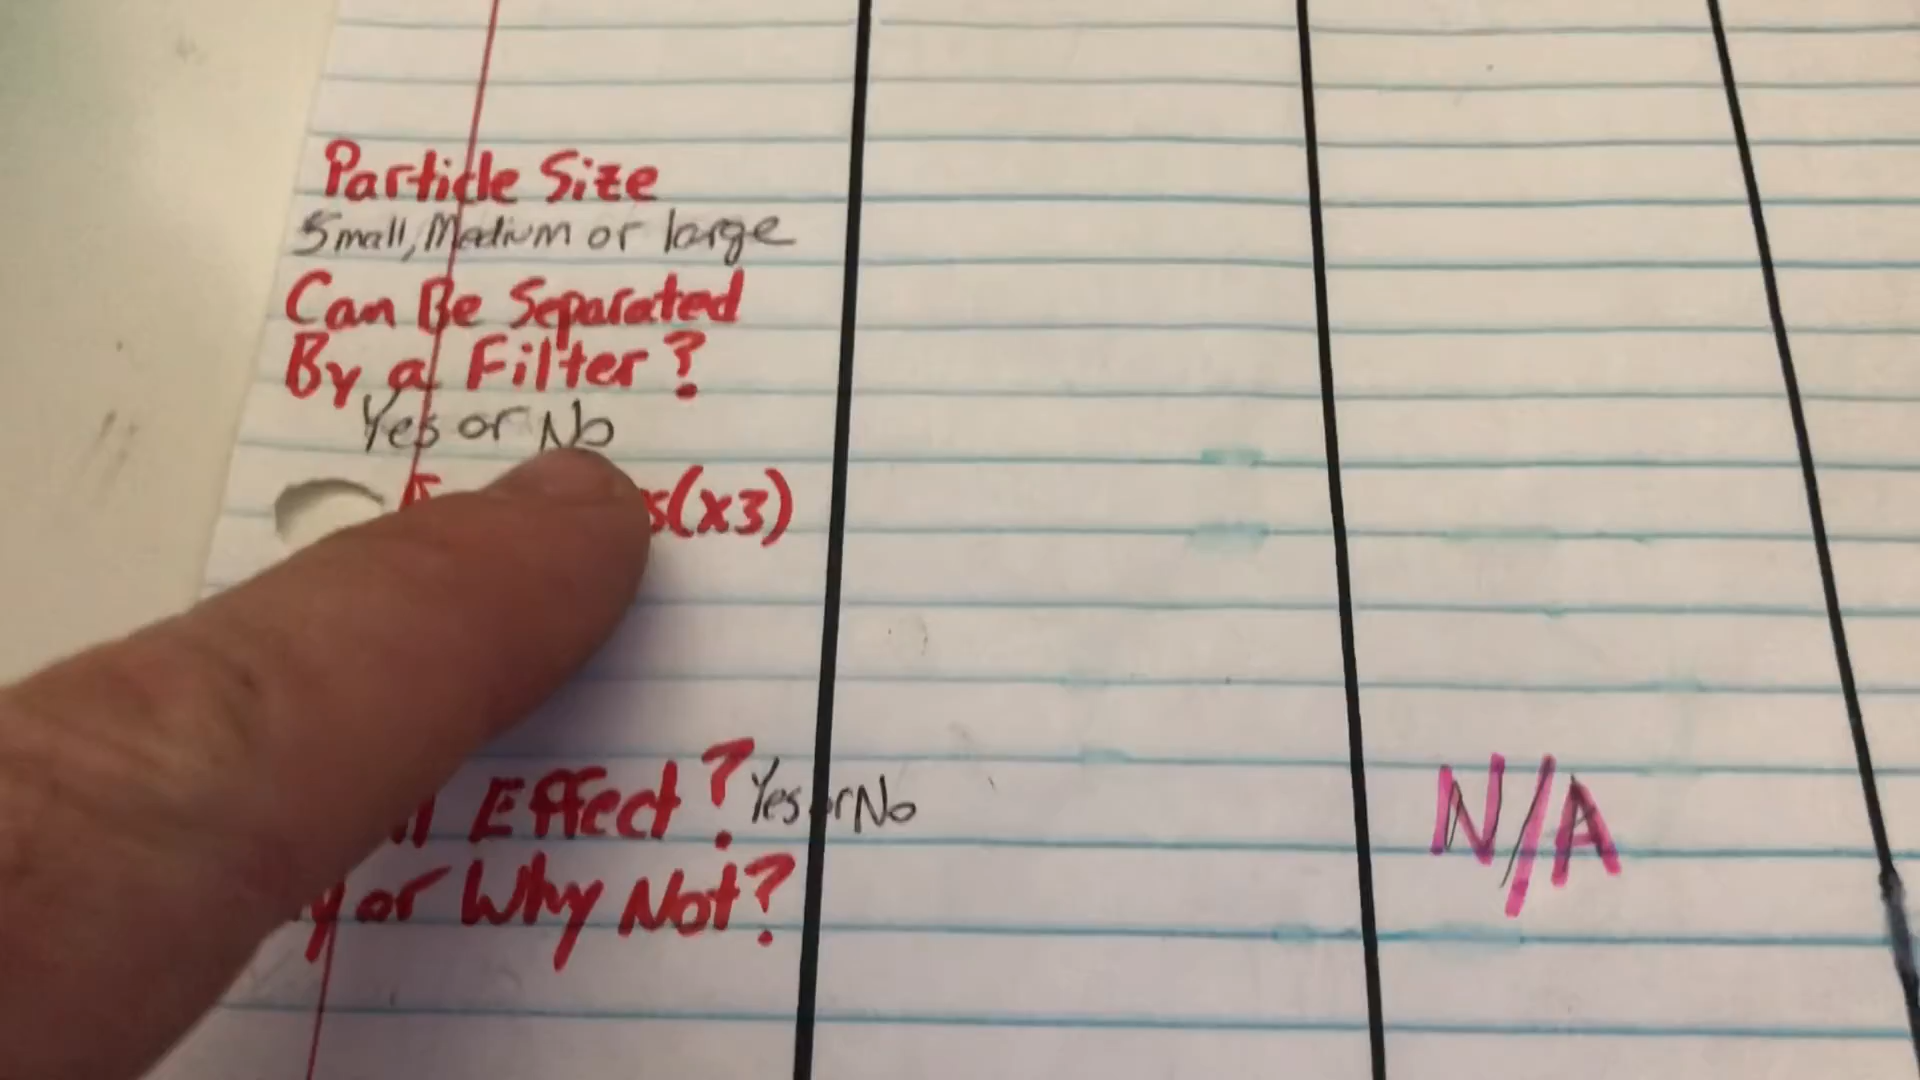 Particle Size
Small, Medium or large
Can Be Separated
By a Filter?
Yes or No
(x3)
Effect? Yes or No
or Why Not?
N/A